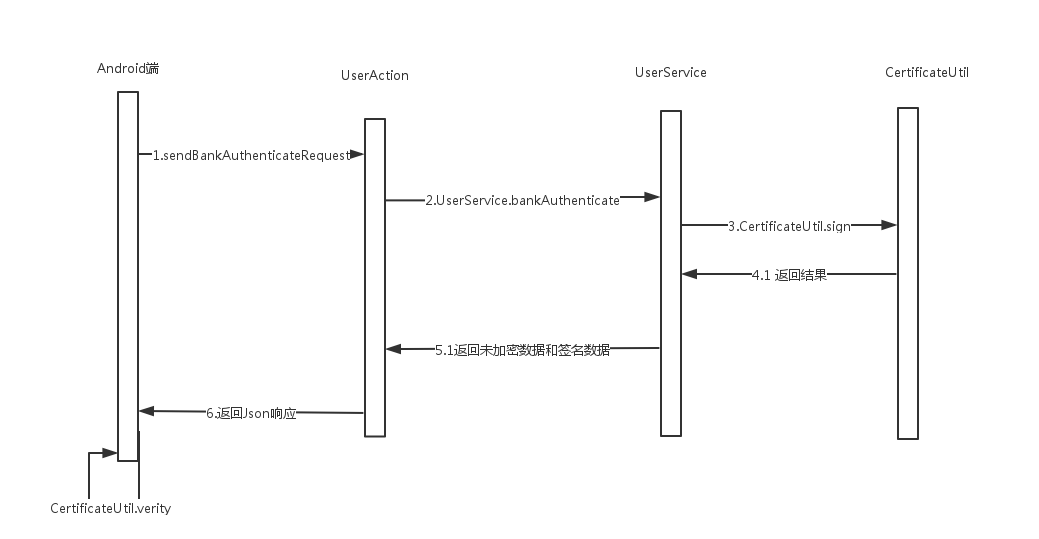 Android端
UserAction
UserService
CertificateUtil
1.sendBankAuthenticateRequest
2.UserService.bankAuthenticate
3.CertificateUtil.sign
4.1 返回结果
5.1返回未加密数据和签名数据
6.返回Json响应
CertificateUtil.verity